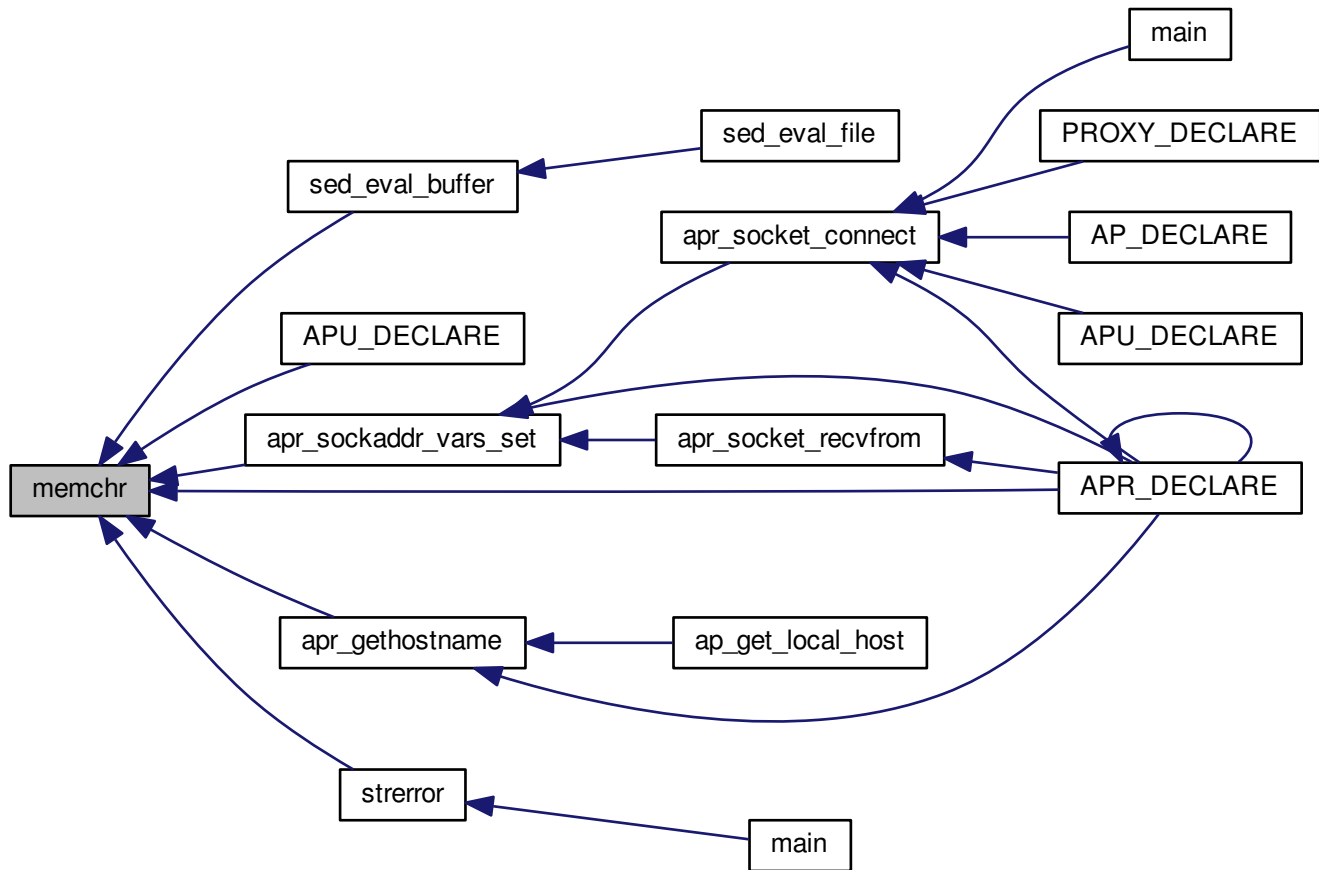 main
PROXY_DECLARE
sed_eval_file
sed_eval_buffer
apr_socket_connect
AP_DECLARE
APU_DECLARE
APU_DECLARE
apr_sockaddr_vars_set
apr_socket_recvfrom
memchr
APR_DECLARE
apr_gethostname
ap_get_local_host
strerror
main